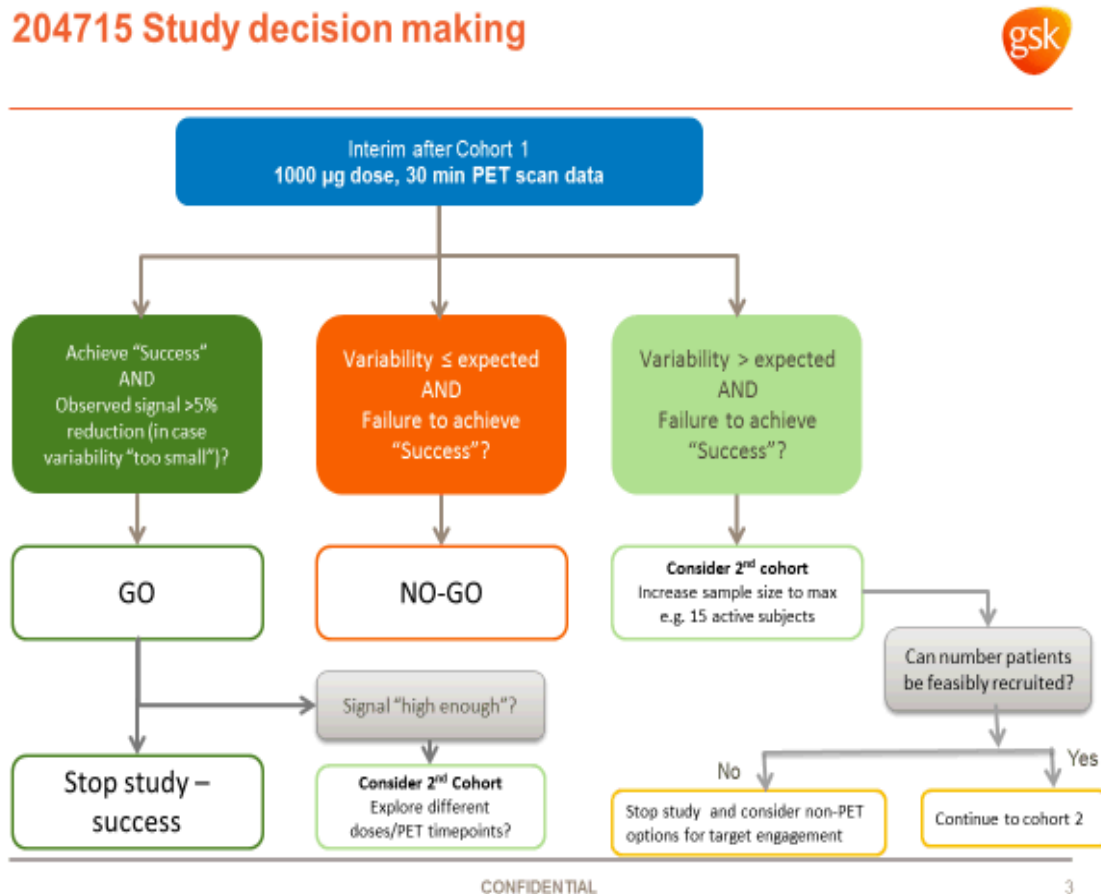 204715 Study decision making
gsk
Interim after Cohort 1
1000 µg dose, 30 min PET scan data
Achieve “Success”
AND
Observed signal >5%
reduction (in case
variability “too small”)?
Variability ≤ expected
AND
Failure to achieve
“Success”?
Variability > expected
AND
Failure to achieve
“Success”?
GO
NO-GO
Consider 2nd cohort
Increase sample size to max
e.g. 15 active subjects
Can number patients
be feasibly recruited?
Signal “high enough”?
No
Yes
Stop study –
success
Consider 2nd Cohort
Explore different
doses/PET timepoints?
Stop study and consider non-PET
options for target engagement
Continue to cohort 2
CONFIDENTIAL
3